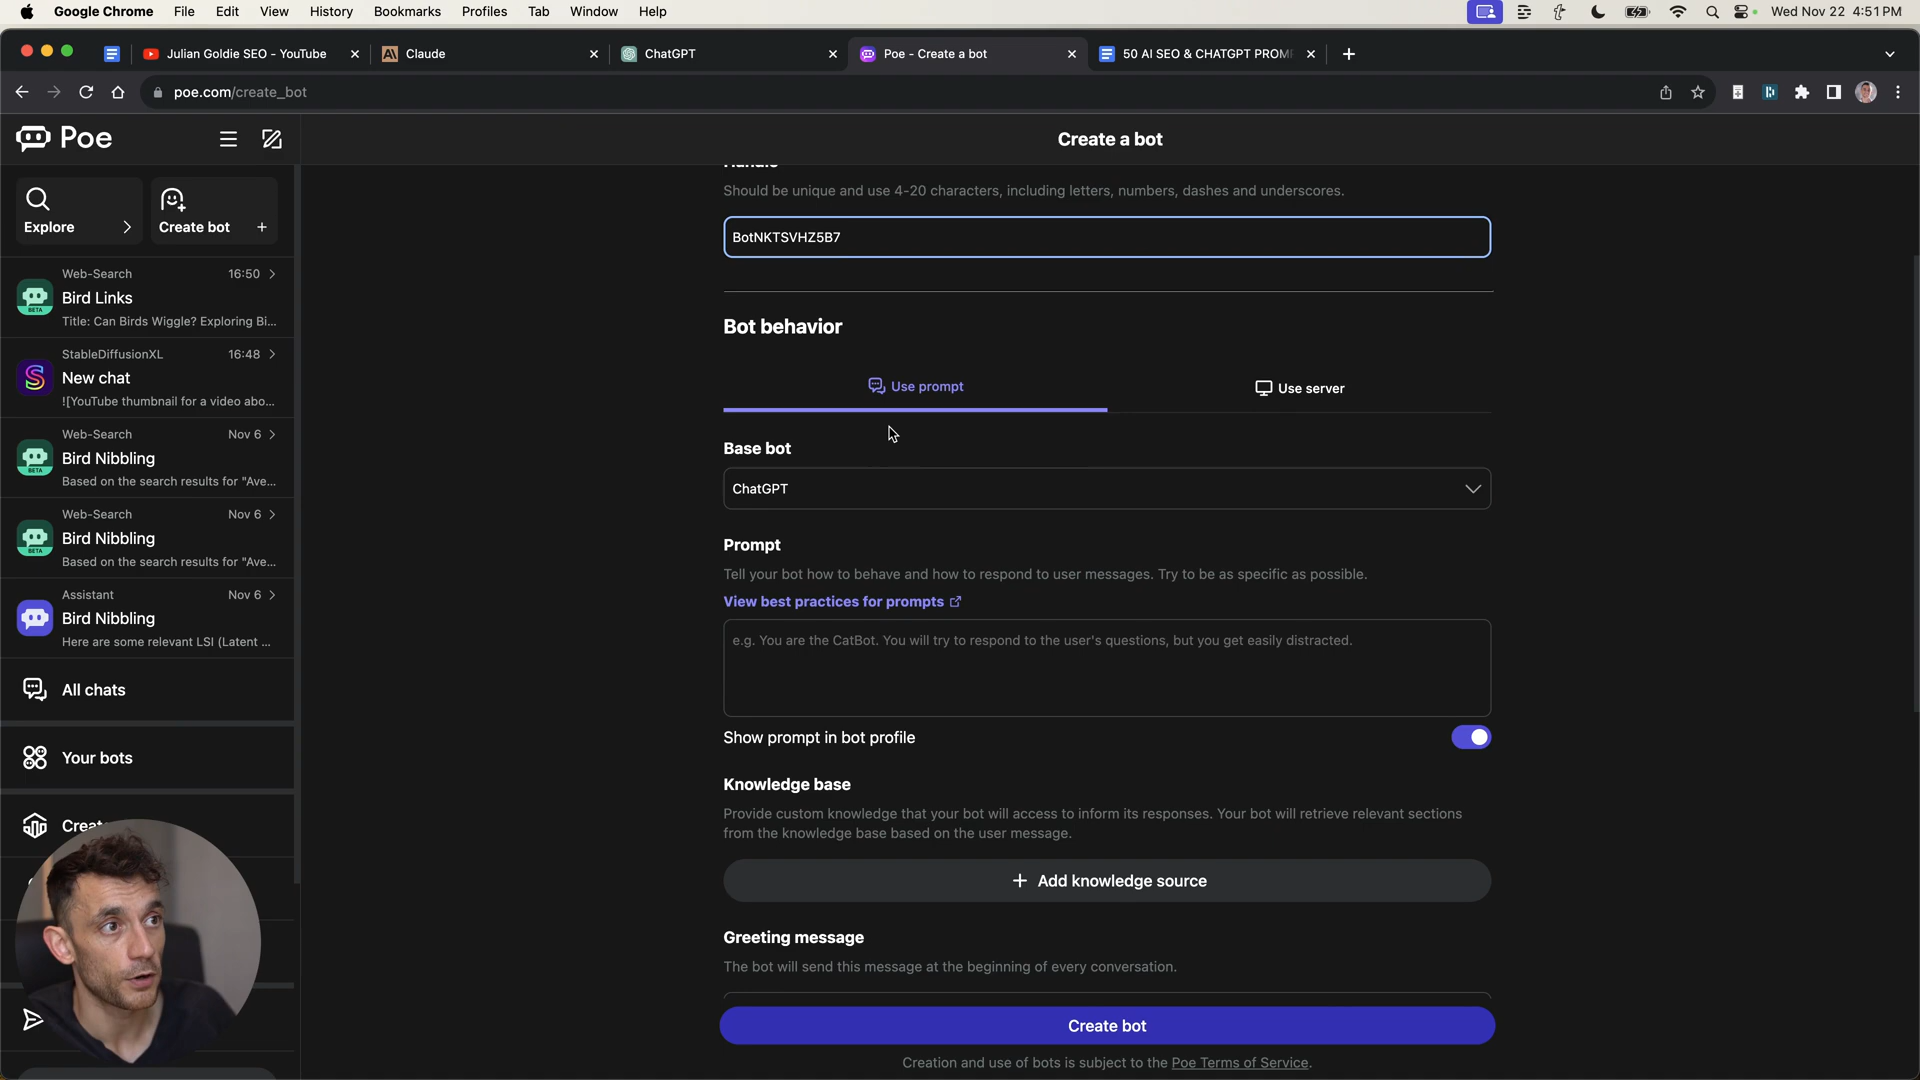 Google Chrome File Edit View History Bookmarks Profiles Tab Window Help Wed Nov 22 4:51 PM
Julian Goldie SEO - YouTube Claude ChatGPT Poe - Create a bot 50 AI SEO & CHATGPT PROM
poe.com/create_bot
Poe
Create a bot
Handle
Should be unique and use 4-20 characters, including letters, numbers, dashes and underscores.
Explore
Create bot +
BotNKTSVHZ5B7
Web-Search 16:50
Bird Links
BETA
Title: Can Birds Wiggle? Exploring Bi...
Bot behavior
StableDiffusionXL 16:48
New chat
![YouTube thumbnail for a video abo...
Use prompt
Use server
Web-Search Nov 6
Bird Nibbling
BETA
Based on the search results for "Ave...
Base bot
ChatGPT
Web-Search Nov 6
Bird Nibbling
BETA
Based on the search results for "Ave...
Prompt
Tell your bot how to behave and how to respond to user messages. Try to be as specific as possible.
View best practices for prompts
Assistant Nov 6
Bird Nibbling
Here are some relevant LSI (Latent ...
e.g. You are the CatBot. You will try to respond to the user's questions, but you get easily distracted.
All chats
Show prompt in bot profile
Your bots
Knowledge base
Provide custom knowledge that your bot will access to inform its responses. Your bot will retrieve relevant sections
from the knowledge base based on the user message.
+ Add knowledge source
Greeting message
The bot will send this message at the beginning of every conversation.
Create bot
Creation and use of bots is subject to the Poe Terms of Service.